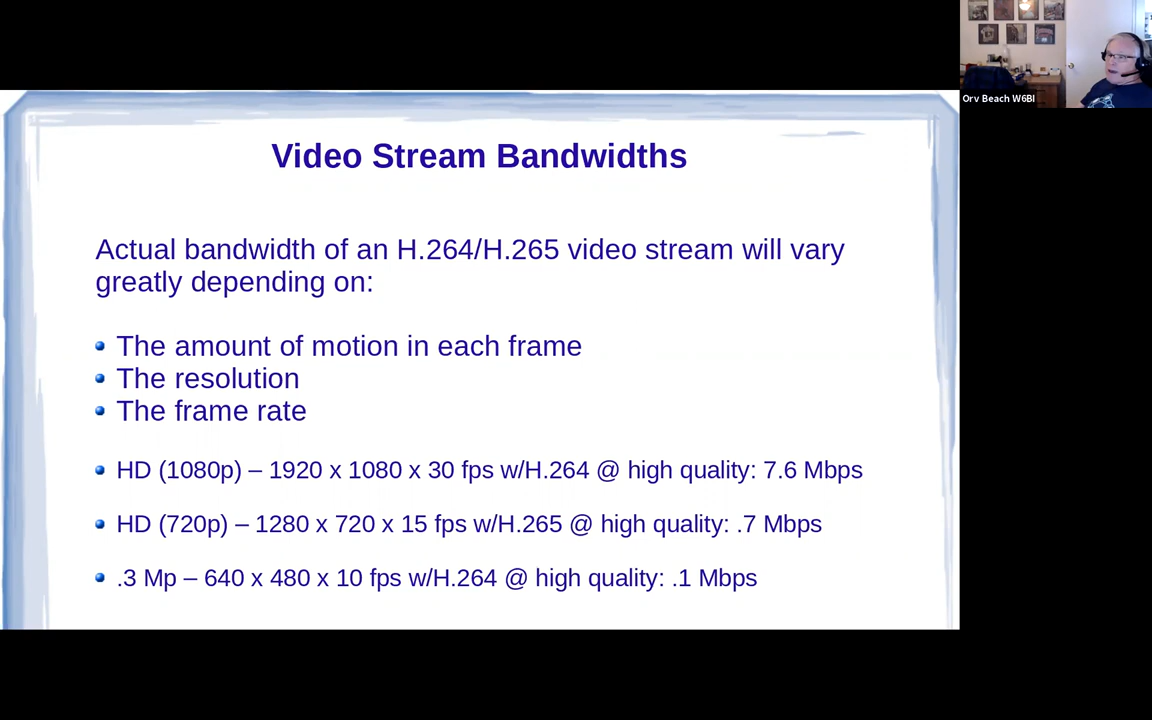 Video Stream Bandwidths
Actual bandwidth of an H.264/H.265 video stream will vary
greatly depending on:
The amount of motion in each frame
The resolution
The frame rate
HD (1080p) – 1920 x 1080 x 30 fps w/H.264 @ high quality: 7.6 Mbps
HD (720p) – 1280 x 720 x 15 fps w/H.265 @ high quality: .7 Mbps
.3 Mp – 640 x 480 x 10 fps w/H.264 @ high quality: .1 Mbps
Orv Beach W6BI